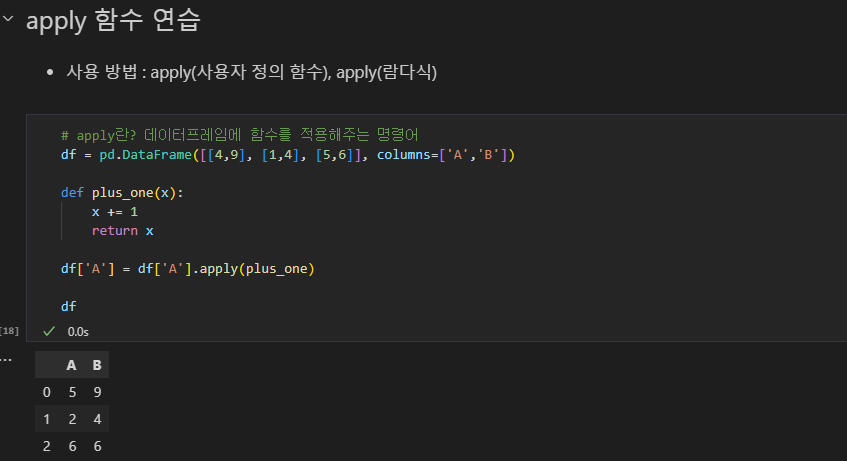 apply 함수 연습
• 사용 방법 : apply(사용자 정의 함수), apply(람다식)
# apply란? 데이터프레임에 함수를 적용해주는 명령어
df = pd.DataFrame([[4,9], [1,4], [5,6]], columns=['A','B'])
def plus_one(x):
    x += 1
    return x
df['A'] = df['A'].apply(plus_one)
df
[18] ✓ 0.0s
...
A B
0 5 9
1 2 4
2 6 6